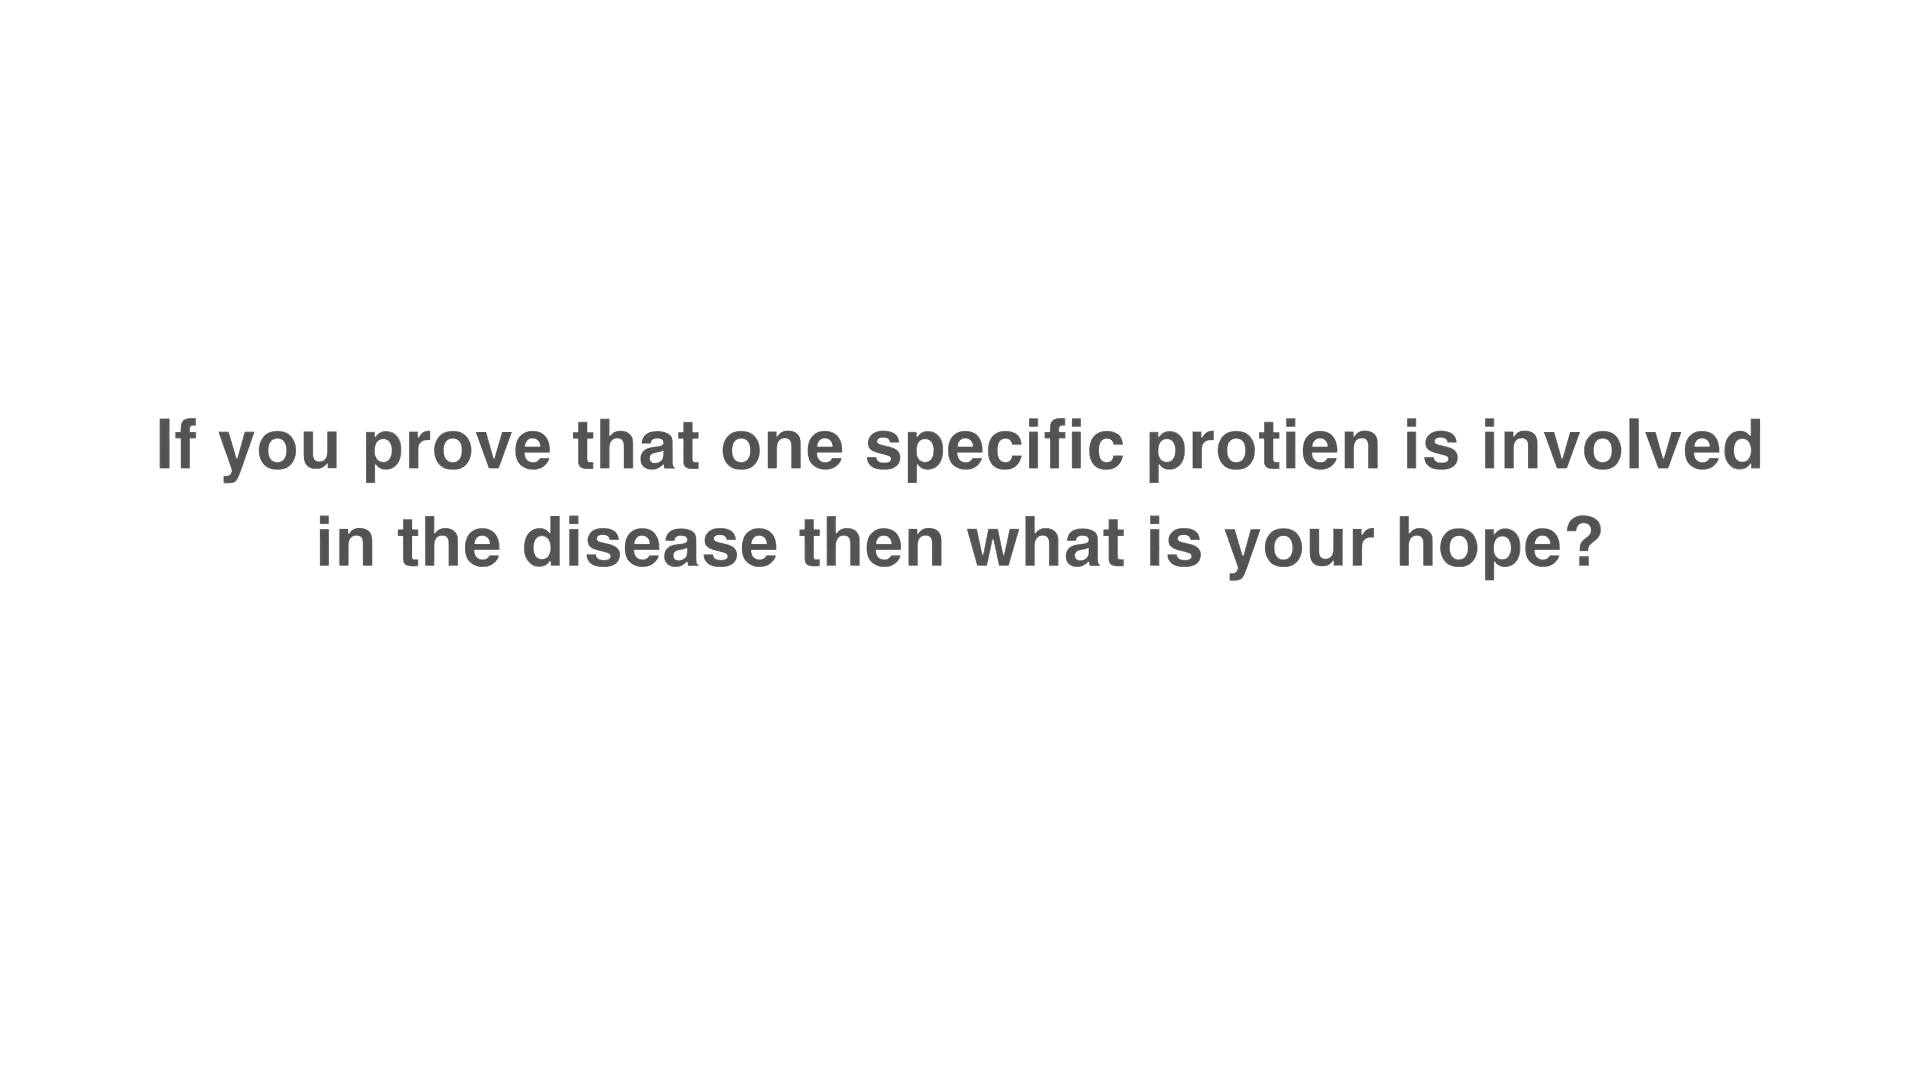 If you prove that one specific protien is involved
in the disease then what is your hope?